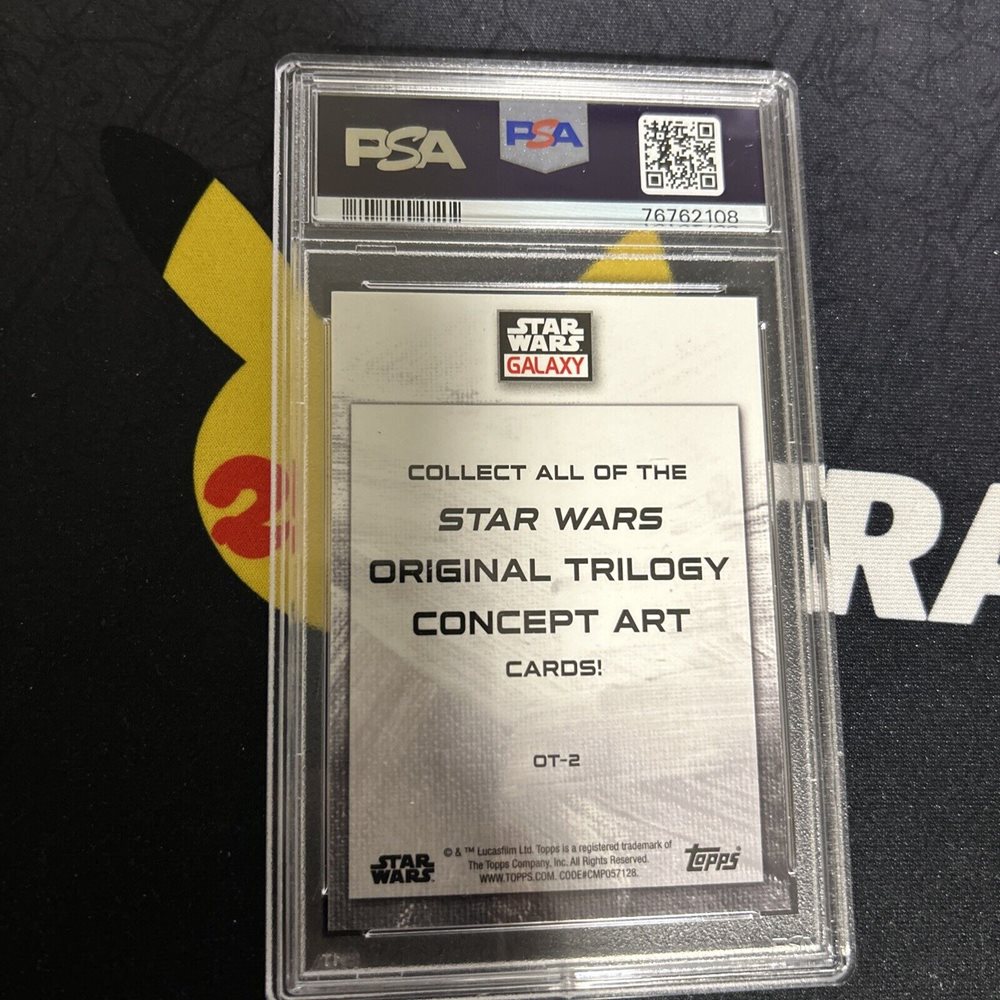 PSA
PSA
76762108
STAR
WARS
GALAXY
COLLECT ALL OF THE
STAR WARS
ORIGINAL TRILOGY
CONCEPT ART
CARDS!
OT-2
STAR
WARS
© & ™ Lucasfilm Ltd. Topps is a registered trademark of
The Topps Company, Inc. All Rights Reserved.
WWW.TOPPS.COM. CODE#CMP057128.
Topps
2
RA